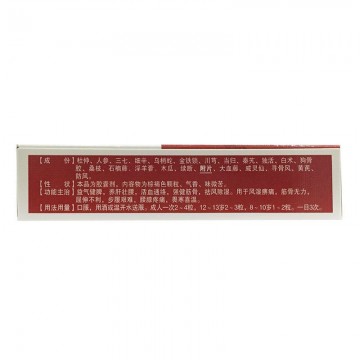 【成　　份】杜仲、人参、三七、细辛、乌梢蛇、金铁锁、川芎、当归、秦艽、独活、白术、狗骨
胶、桑枝、石楠藤、淫羊藿、木瓜、续断、附片、大血藤、威灵仙、寻骨风、黄芪、
防风。
【性　　状】本品为胶囊剂，内容物为棕褐色颗粒，气香、味微苦。
【功能主治】益气健脾，养肝壮腰，活血通络，强健筋骨，祛风除湿，用于风湿痹痛，筋骨无力，
屈伸不利，步履艰难，腰膝疼痛，畏寒喜温。
【用法用量】口服，用酒或温开水送服。成人一次2～4粒，12～13岁2～3粒，8～10岁1～2粒，一日3次。